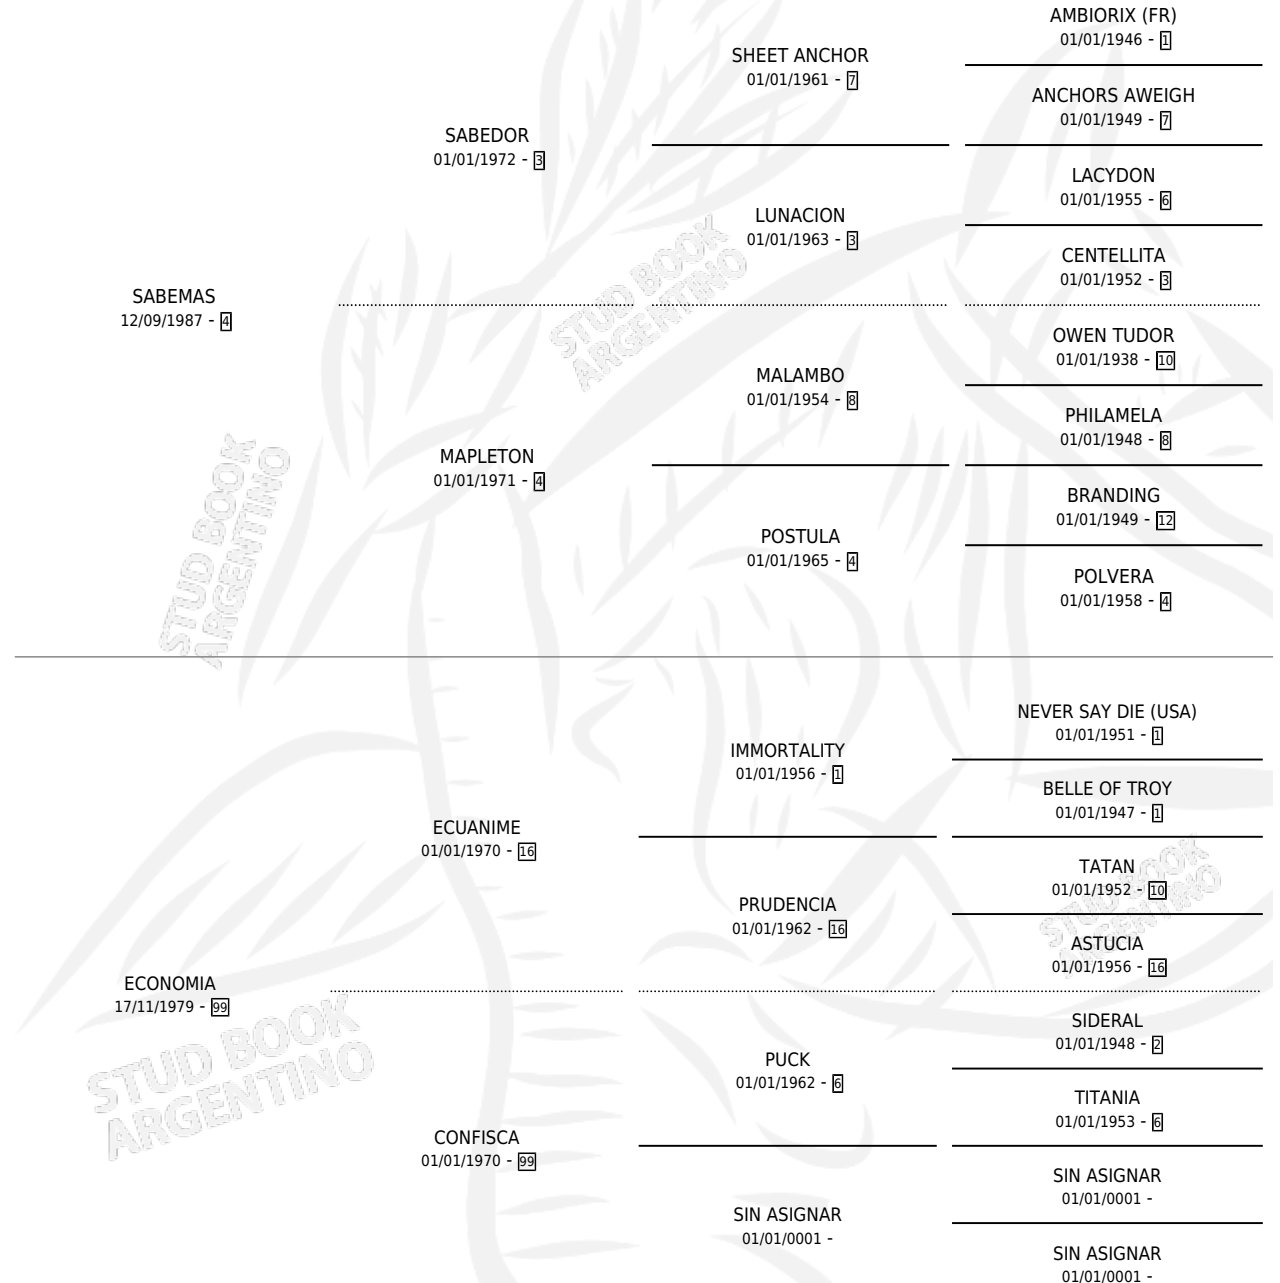 AMBIORIX (FR)
01/01/1946 - 1
SHEET ANCHOR
01/01/1961 - 7
ANCHORS AWEIGH
01/01/1949 - 7
SABEDOR
01/01/1972 - 3
LACYDON
01/01/1955 - 6
LUNACION
01/01/1963 - 3
CENTELLITA
01/01/1952 - 3
SABEMAS
12/09/1987 - 4
OWEN TUDOR
01/01/1938 - 10
MALAMBO
01/01/1954 - 8
PHILAMELA
01/01/1948 - 8
MAPLETON
01/01/1971 - 4
BRANDING
01/01/1949 - 12
POSTULA
01/01/1965 - 4
POLVERA
01/01/1958 - 4
STUD BOOK
ARGENTINO
STUD BOOK
ARGENTINO
NEVER SAY DIE (USA)
01/01/1951 - 1
IMMORTALITY
01/01/1956 - 1
BELLE OF TROY
01/01/1947 - 1
ECUANIME
01/01/1970 - 16
TATAN
01/01/1952 - 10
PRUDENCIA
01/01/1962 - 16
ASTUCIA
01/01/1956 - 16
ECONOMIA
17/11/1979 - 99
SIDERAL
01/01/1948 - 2
PUCK
01/01/1962 - 6
TITANIA
01/01/1953 - 6
CONFISCA
01/01/1970 - 99
SIN ASIGNAR
01/01/0001 -
SIN ASIGNAR
01/01/0001 -
SIN ASIGNAR
01/01/0001 -
STUD BOOK
ARGENTINO
STUD BOOK
ARGENTINO